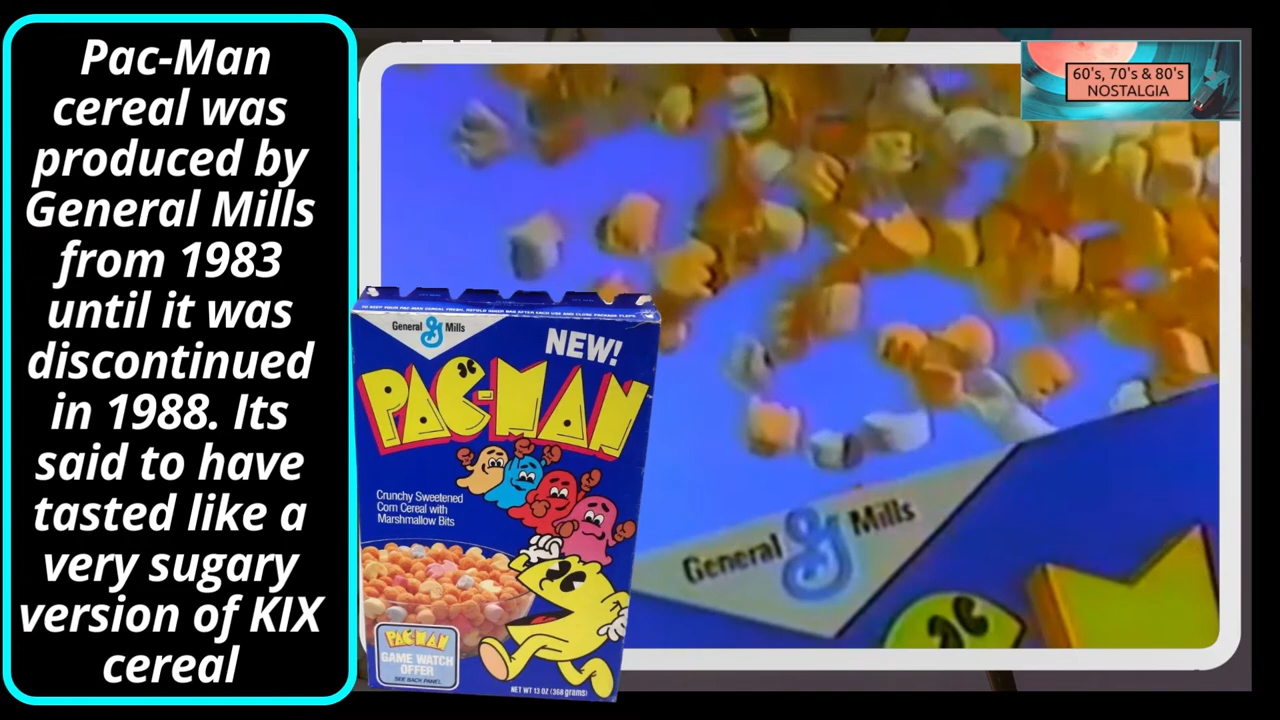 Pac-Man
cereal was
produced by
General Mills
from 1983
until it was
discontinued
in 1988. Its
said to have
tasted like a
very sugary
version of KIX
cereal
60's, 70's & 80's
NOSTALGIA
General Mills
NEW!
PAC-MAN
Crunchy Sweetened
Corn Cereal with
Marshmallow Bits
PAC-MAN
GAME WATCH
OFFER
SEE BACK PANEL
NET WT 13 OZ (368 grams)
General Mills